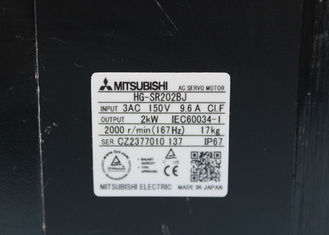 MITSUBISHI AC SERVO MOTOR
HG-SR202BJ
INPUT 3AC 150V 9.6A Cl.F
OUTPUT 2kW IEC60034-1
2000 r/min(167Hz) 17kg
SER. CZ2377010 137 IP67
MITSUBISHI ELECTRIC MADE IN JAPAN